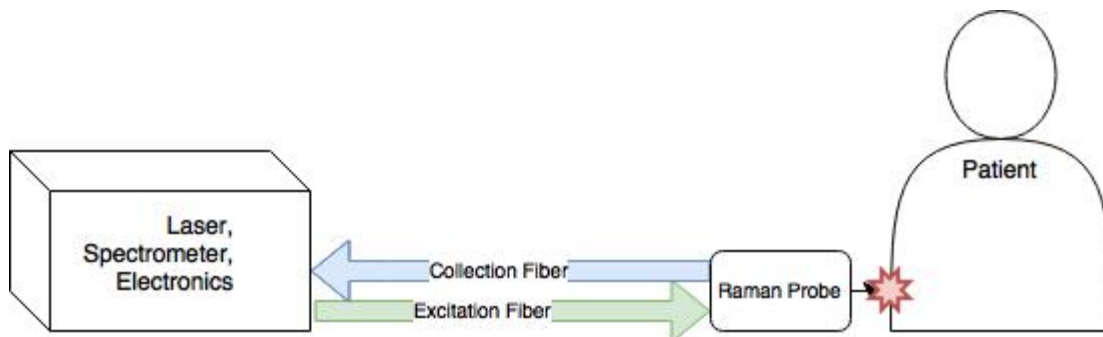 Patient
Laser,
Spectrometer,
Electronics
Collection Fiber
Raman Probe
Excitation Fiber